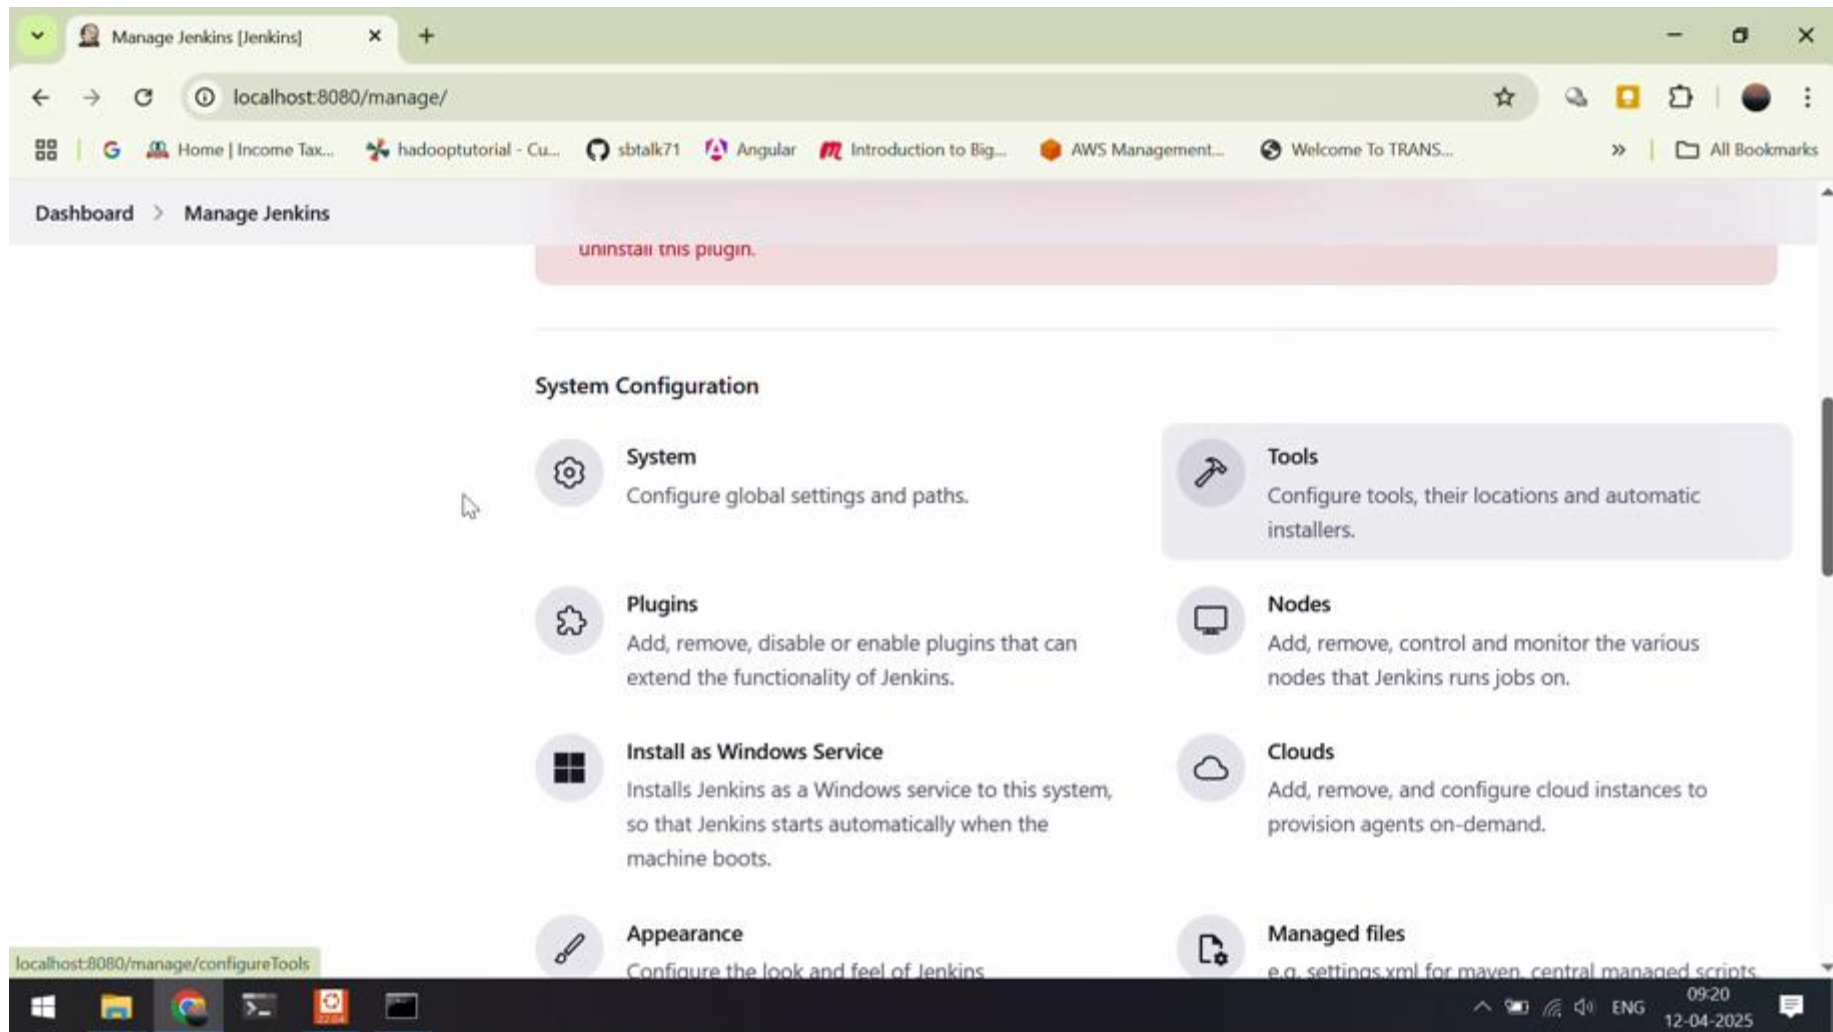 Manage Jenkins [Jenkins]
localhost:8080/manage/
G Home | Income Tax... hadooptutorial - Cu... sbtalk71 Angular Introduction to Big... AWS Management... Welcome To TRANS... » All Bookmarks
Dashboard > Manage Jenkins
uninstall this plugin.
System Configuration
System
Configure global settings and paths.
Tools
Configure tools, their locations and automatic
installers.
Plugins
Add, remove, disable or enable plugins that can
extend the functionality of Jenkins.
Nodes
Add, remove, control and monitor the various
nodes that Jenkins runs jobs on.
Install as Windows Service
Installs Jenkins as a Windows service to this system,
so that Jenkins starts automatically when the
machine boots.
Clouds
Add, remove, and configure cloud instances to
provision agents on-demand.
Appearance
Configure the look and feel of Jenkins
Managed files
e.g. settings.xml for maven, central managed scripts,
localhost:8080/manage/configureTools
22.04
ENG
09:20
12-04-2025